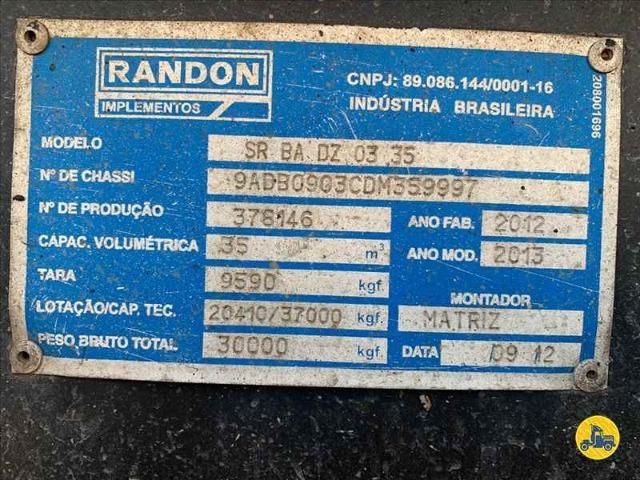 RANDON
IMPLEMENTOS
CNPJ: 89.086.144/0001-16
INDÚSTRIA BRASILEIRA
208001696
MODELO SR BA DZ 03 35
Nº DE CHASSI 9ADB0903CDM359997
Nº DE PRODUÇÃO 378146 ANO FAB. 2012
CAPAC. VOLUMÉTRICA 35 m³ ANO MOD. 2013
TARA 9590 kgf.
LOTAÇÃO/CAP. TEC. 20410/37000 kgf. MONTADOR MATRIZ
PESO BRUTO TOTAL 30000 kgf. DATA 09 12